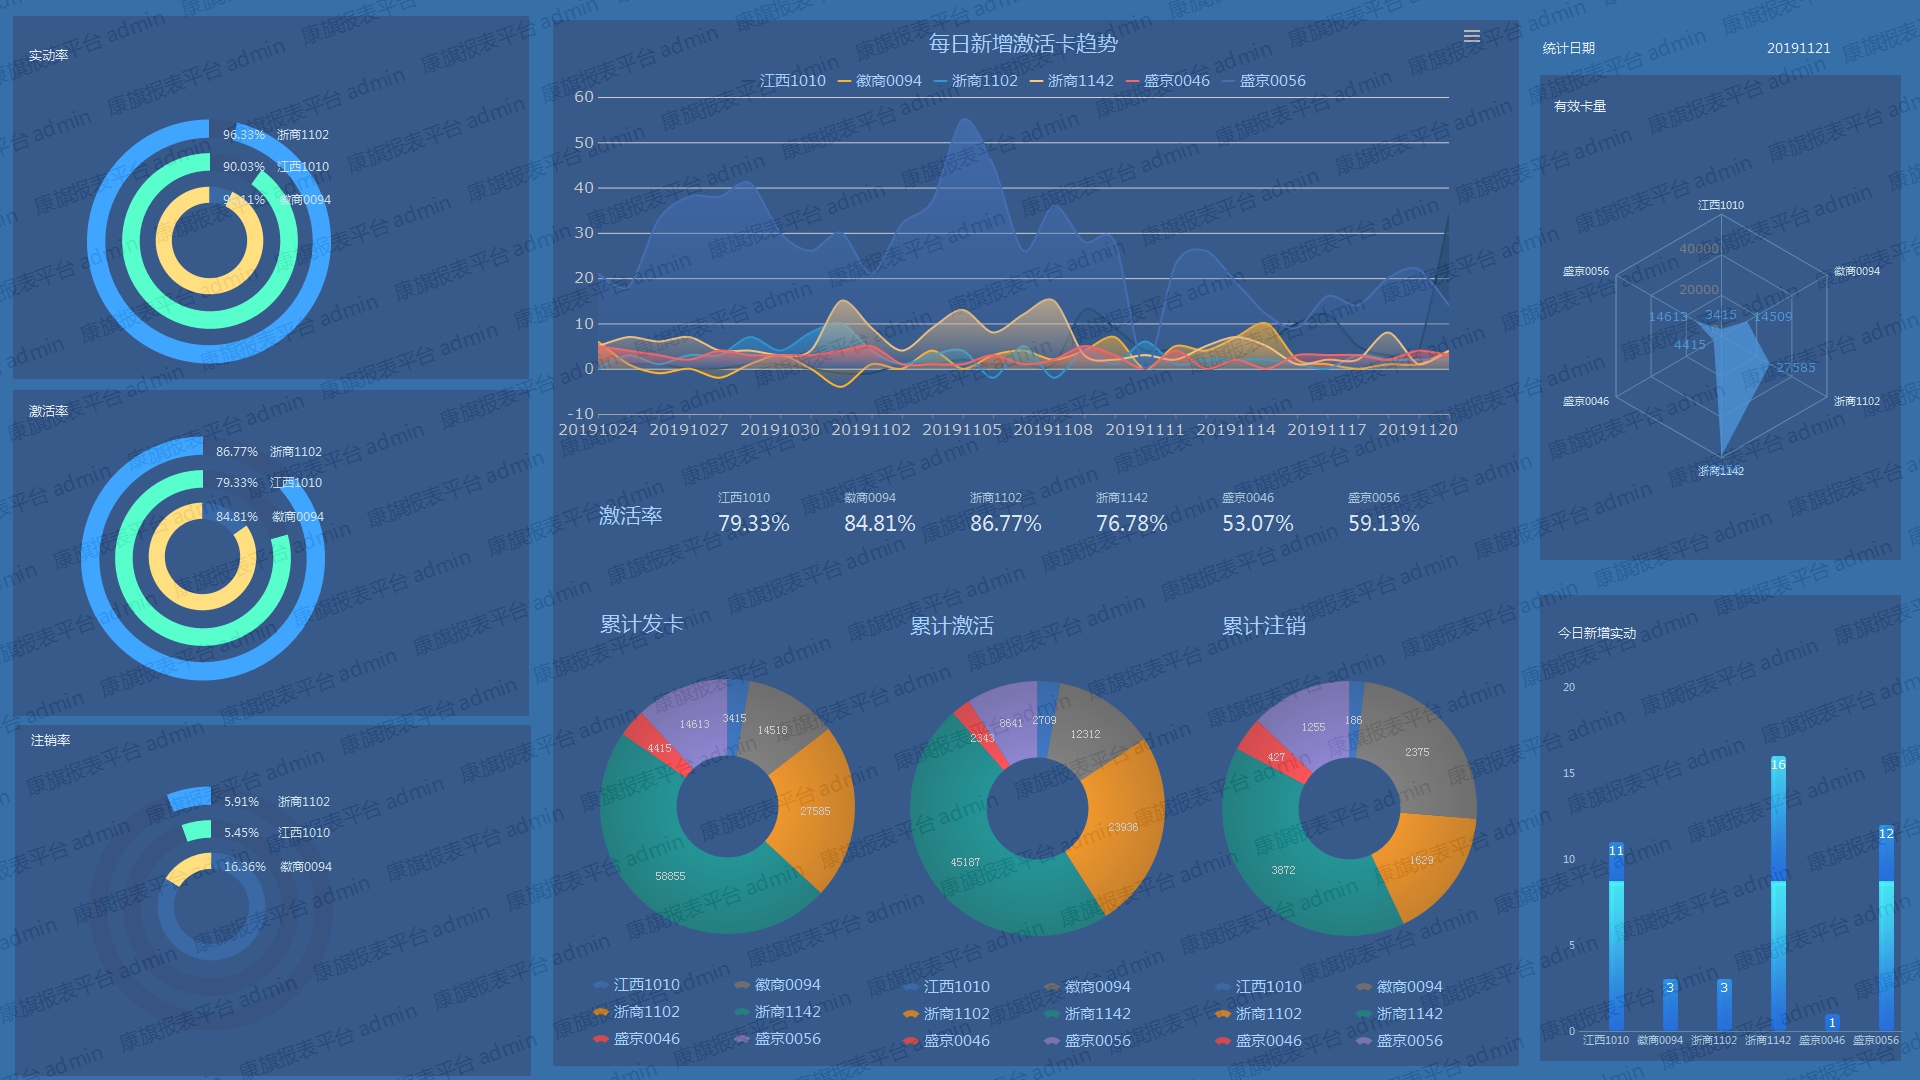 实动率
96.33% 浙商1102
90.03% 江西1010
徽商0094
激活率
86.77% 浙商1102
79.33% 江西1010
84.81% 徽商0094
注销率
5.91% 浙商1102
5.45% 江西1010
16.36% 徽商0094
每日新增激活卡趋势
江西1010 徽商0094 浙商1102 浙商1142 盛京0046 盛京0056
60
50
40
30
20
10
0
-10
20191024 20191027 20191030 20191102 20191105 20191108 20191111 20191114 20191117 20191120
激活率
江西1010 徽商0094 浙商1102 浙商1142 盛京0046 盛京0056
79.33% 84.81% 86.77% 76.78% 53.07% 59.13%
累计发卡
14613 3415 14518
4415
27585
58855
江西1010 徽商0094
浙商1102 浙商1142
盛京0046 盛京0056
累计激活
8641 2709 12312
2343
23936
45187
江西1010 徽商0094
浙商1102 浙商1142
盛京0046 盛京0056
累计注销
1255 186
2375
427
1629
3872
江西1010 徽商0094
浙商1102 浙商1142
盛京0046 盛京0056
统计日期 20191121
有效卡量
江西1010
40000
盛京0056 徽商0094
20000
14613 3415 14509
4415
27585
盛京0046 浙商1102
浙商1142
今日新增实动
20
15
10
5
0
11
3
3
16
1
12
江西1010 徽商0094 浙商1102 浙商1142 盛京0046 盛京0056
康旗报表平台 admin